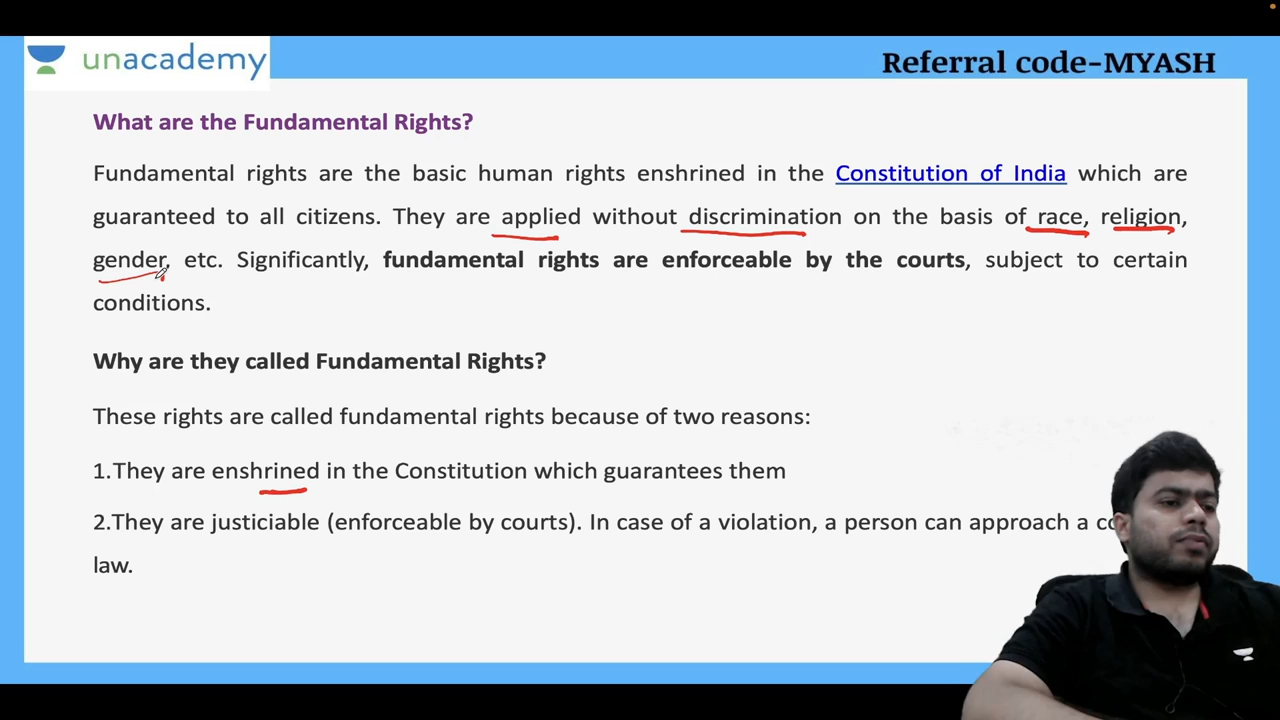 unacademy
Referral code-MYASH
What are the Fundamental Rights?
Fundamental rights are the basic human rights enshrined in the Constitution of India which are
guaranteed to all citizens. They are applied without discrimination on the basis of race, religion,
gender, etc. Significantly, fundamental rights are enforceable by the courts, subject to certain
conditions.
Why are they called Fundamental Rights?
These rights are called fundamental rights because of two reasons:
1.They are enshrined in the Constitution which guarantees them
2.They are justiciable (enforceable by courts). In case of a violation, a person can approach a
law.